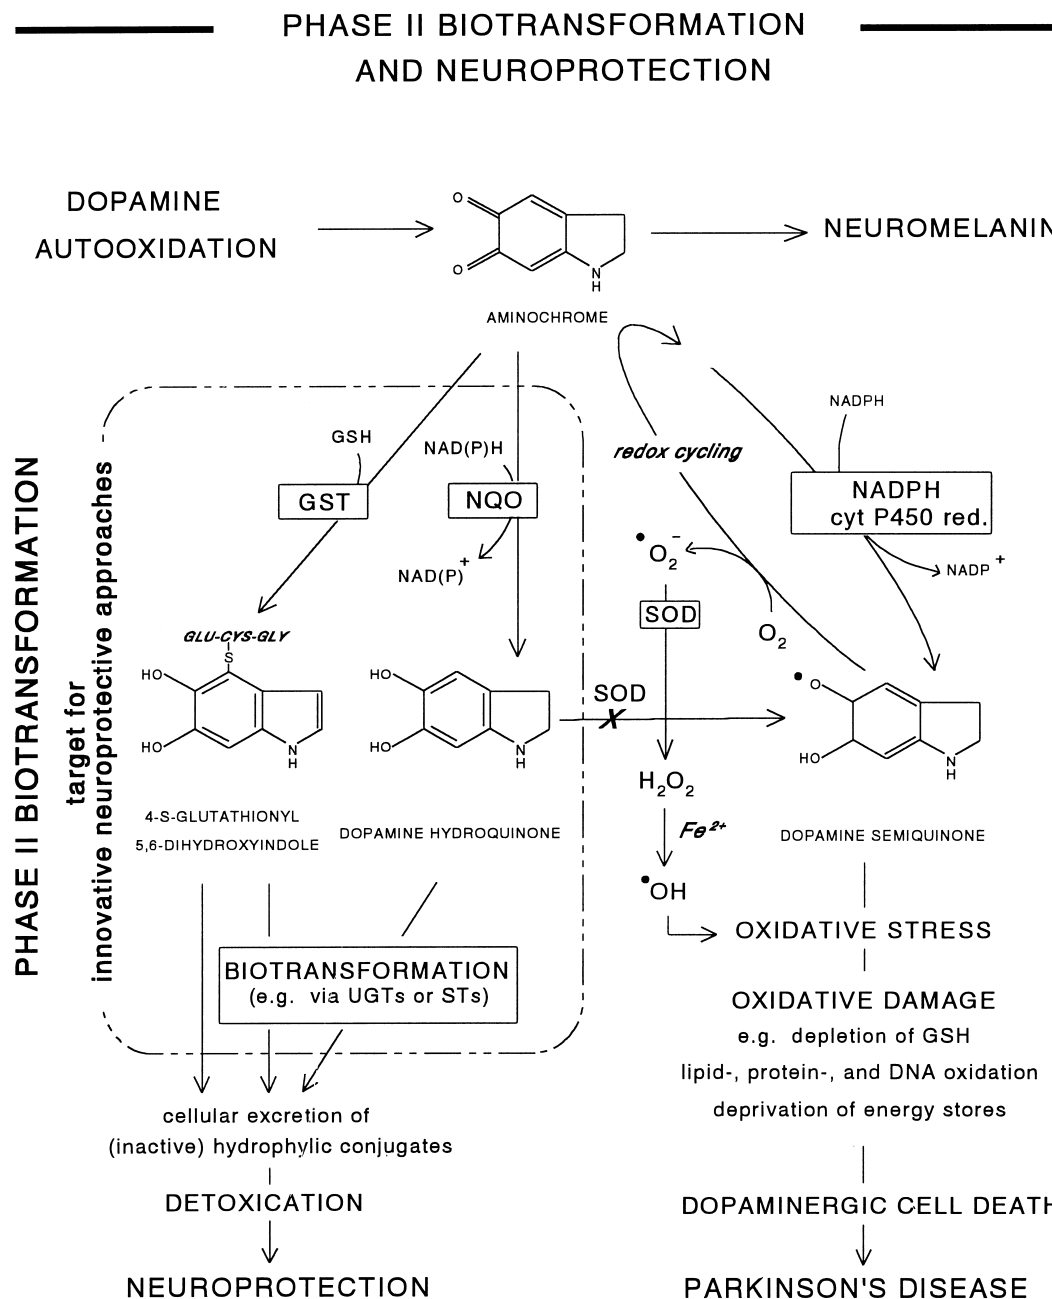 PHASE II BIOTRANSFORMATION
AND NEUROPROTECTION
DOPAMINE
AUTOOXIDATION
O
O
N
H
NEUROMELANIN
AMINOCHROME
NADPH
GSH
NAD(P)H
redox cycling
GST
NQO
NADPH
cyt P450 red.
•O2−
NAD(P)+
NADP+
SOD
O2
GLU-CYS-GLY
S
HO
HO
N
H
HO
HO
N
H
SOD
X
•O
HO
N
H
H2O2
4-S-GLUTATHIONYL
5,6-DIHYDROXYINDOLE
DOPAMINE HYDROQUINONE
Fe2+
DOPAMINE SEMIQUINONE
•OH
OXIDATIVE STRESS
BIOTRANSFORMATION
(e.g. via UGTs or STs)
OXIDATIVE DAMAGE
e.g. depletion of GSH
lipid-, protein-, and DNA oxidation
deprivation of energy stores
cellular excretion of
(inactive) hydrophylic conjugates
DETOXICATION
DOPAMINERGIC CELL DEATH
NEUROPROTECTION
PARKINSON'S DISEASE
PHASE II BIOTRANSFORMATION
target for
innovative neuroprotective approaches